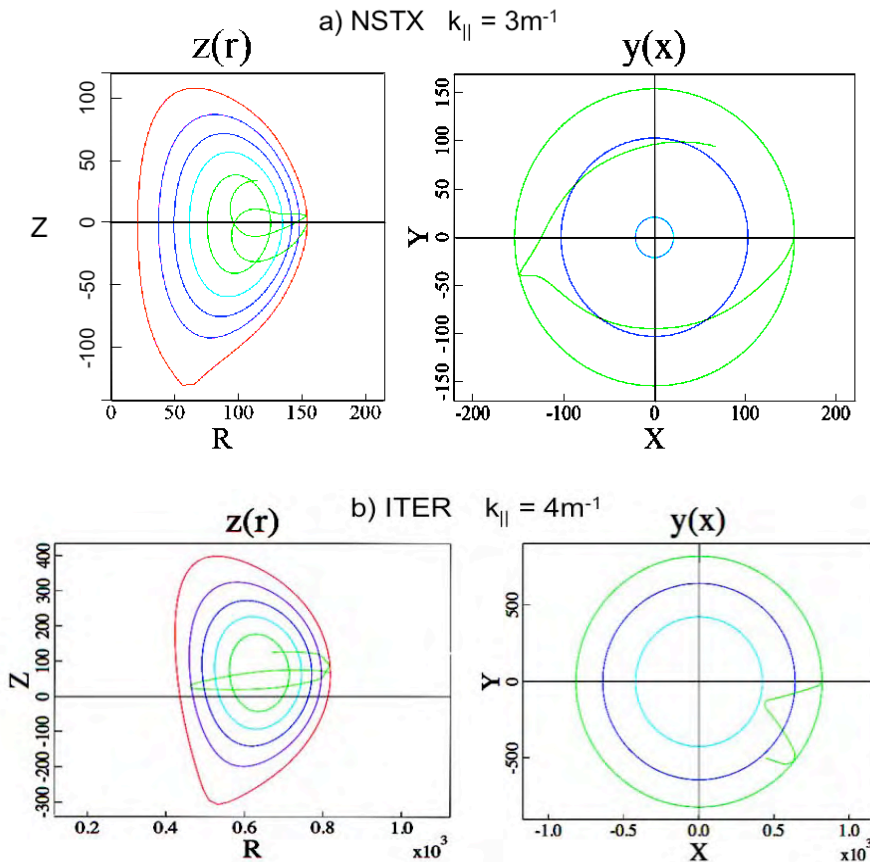 a) NSTX k|| = 3m-1
z(r)
y(x)
100
50
0
-50
-100
Z
0 50 100 150 200
R
150
100
50
0
-50
-100
-150
Y
-200 -100 0 100 200
X
b) ITER k|| = 4m-1
z(r)
y(x)
400
300
200
100
0
-100
-200
-300
Z
0.2 0.4 0.6 0.8 1.0
R x10³
500
0
-500
Y
-1.0 -0.5 0.0 0.5 1.0
X x10³